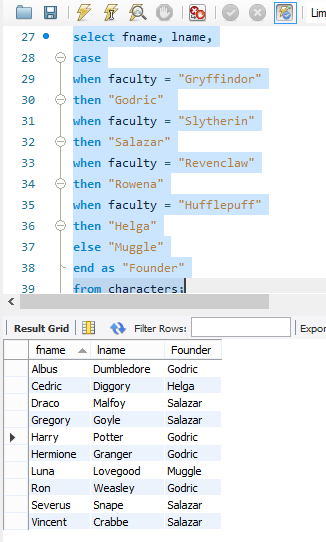 Lim
27 select fname, lname,
28 case
29 when faculty = "Gryffindor"
30 then "Godric"
31 when faculty = "Slytherin"
32 then "Salazar"
33 when faculty = "Revenclaw"
34 then "Rowena"
35 when faculty = "Hufflepuff"
36 then "Helga"
37 else "Muggle"
38 end as "Founder"
39 from characters;
Result Grid Filter Rows: Expor
fname lname Founder
Albus Dumbledore Godric
Cedric Diggory Helga
Draco Malfoy Salazar
Gregory Goyle Salazar
Harry Potter Godric
Hermione Granger Godric
Luna Lovegood Muggle
Ron Weasley Godric
Severus Snape Salazar
Vincent Crabbe Salazar